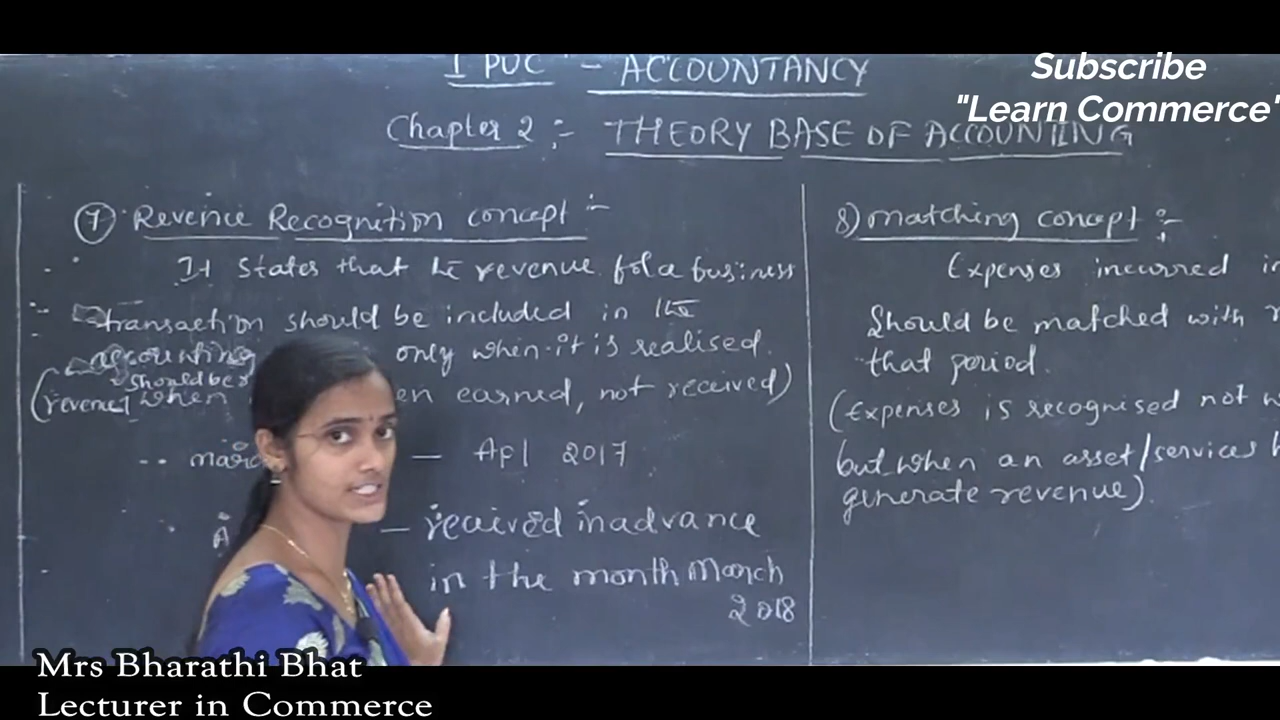 I PUC - ACCOUNTANCY
Subscribe
"Learn Commerce"
Chapter 2 :- THEORY BASE OF ACCOUNTING
7 Revenue Recognition concept :-
It states that the revenue for a business
transaction should be included in the
accounting only when it is realised.
should be
(revenue when en earned, not received)
Apl 2017
received in advance
in the month March
2018
8) matching concept :-
Expenses incurred in
Should be matched with
that period.
(Expenses is recognised not
but when an asset/services
generate revenue).
Mrs Bharathi Bhat
Lecturer in Commerce